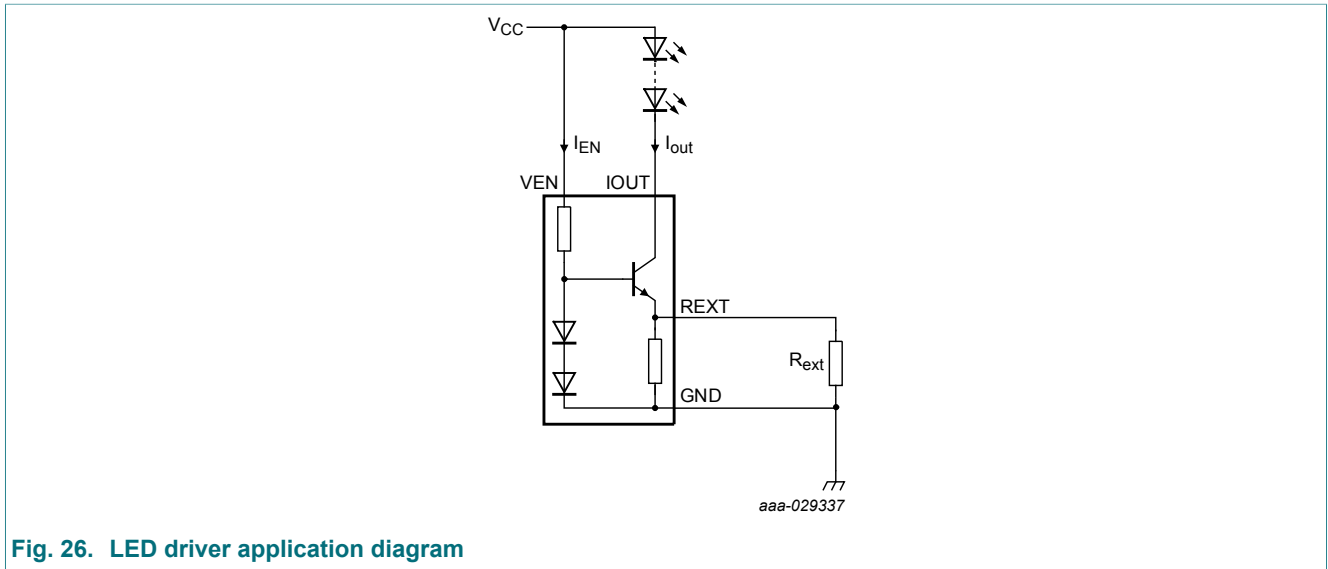 VCC
IEN
Iout
VEN
IOUT
REXT
Rext
GND
aaa-029337
Fig. 26. LED driver application diagram